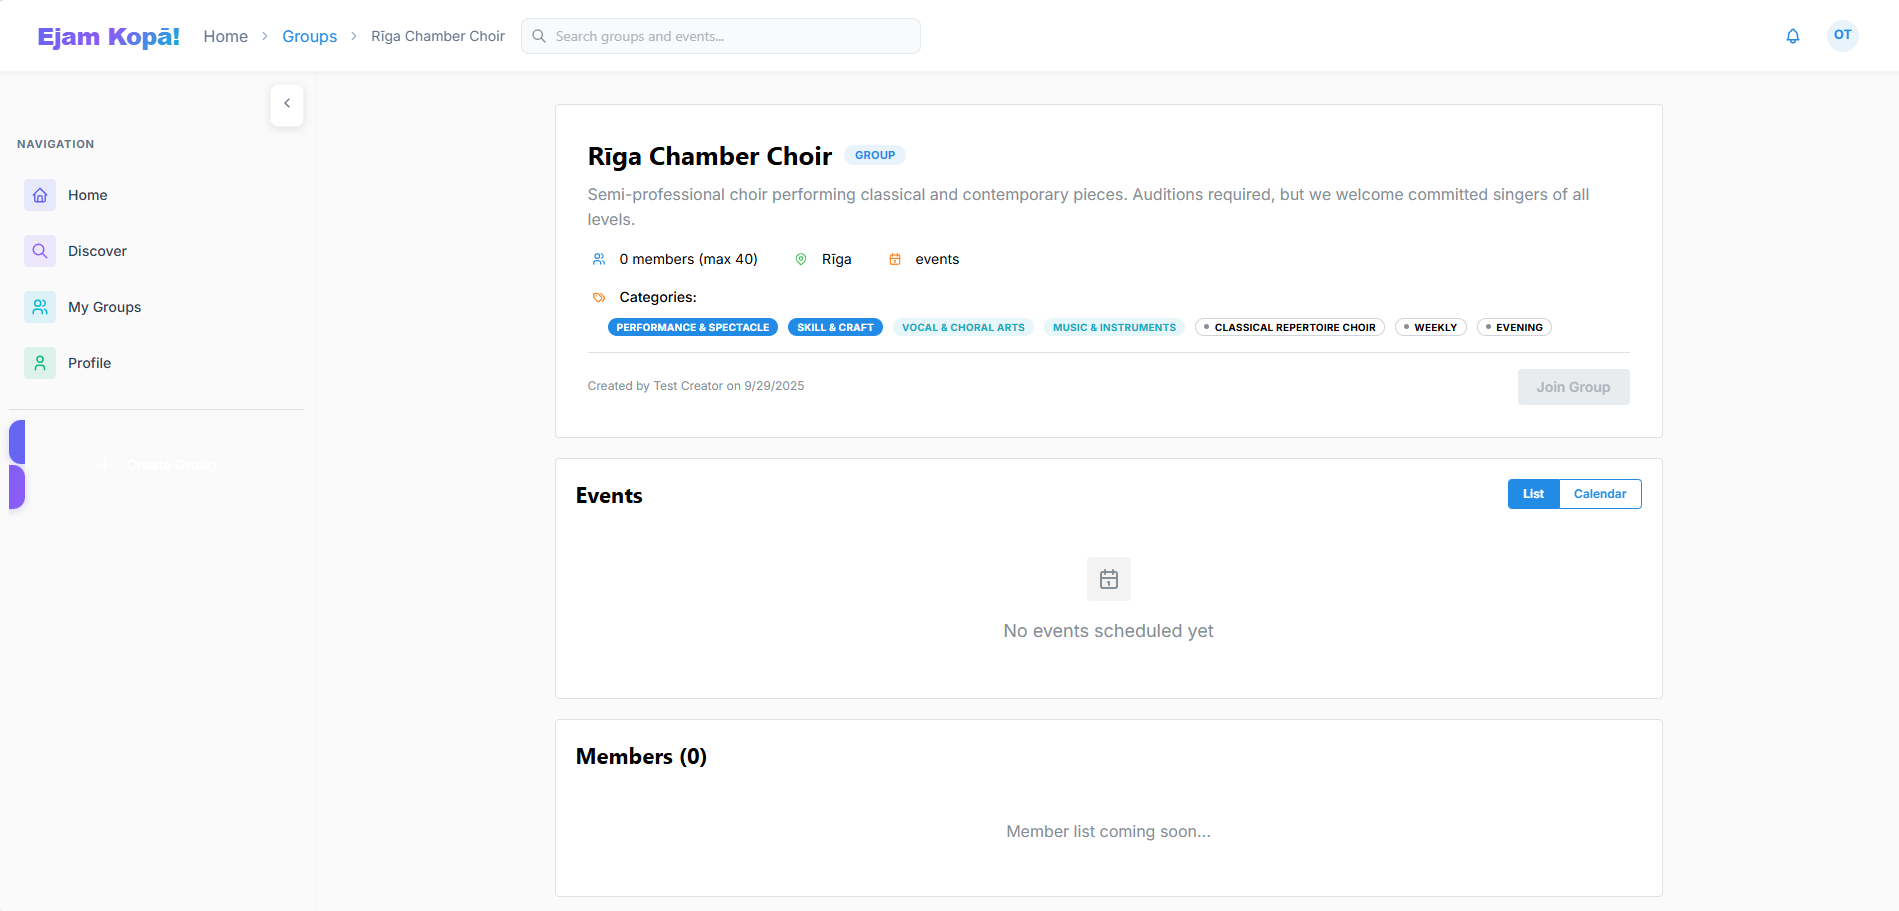 Ejam Kopā!
Home > Groups > Rīga Chamber Choir
Search groups and events...
OT
NAVIGATION
Home
Discover
My Groups
Profile
+ Create Group
Rīga Chamber Choir GROUP
Semi-professional choir performing classical and contemporary pieces. Auditions required, but we welcome committed singers of all
levels.
0 members (max 40) Rīga events
Categories:
PERFORMANCE & SPECTACLE SKILL & CRAFT VOCAL & CHORAL ARTS MUSIC & INSTRUMENTS CLASSICAL REPERTOIRE CHOIR WEEKLY EVENING
Created by Test Creator on 9/29/2025
Join Group
Events
List Calendar
No events scheduled yet
Members (0)
Member list coming soon...